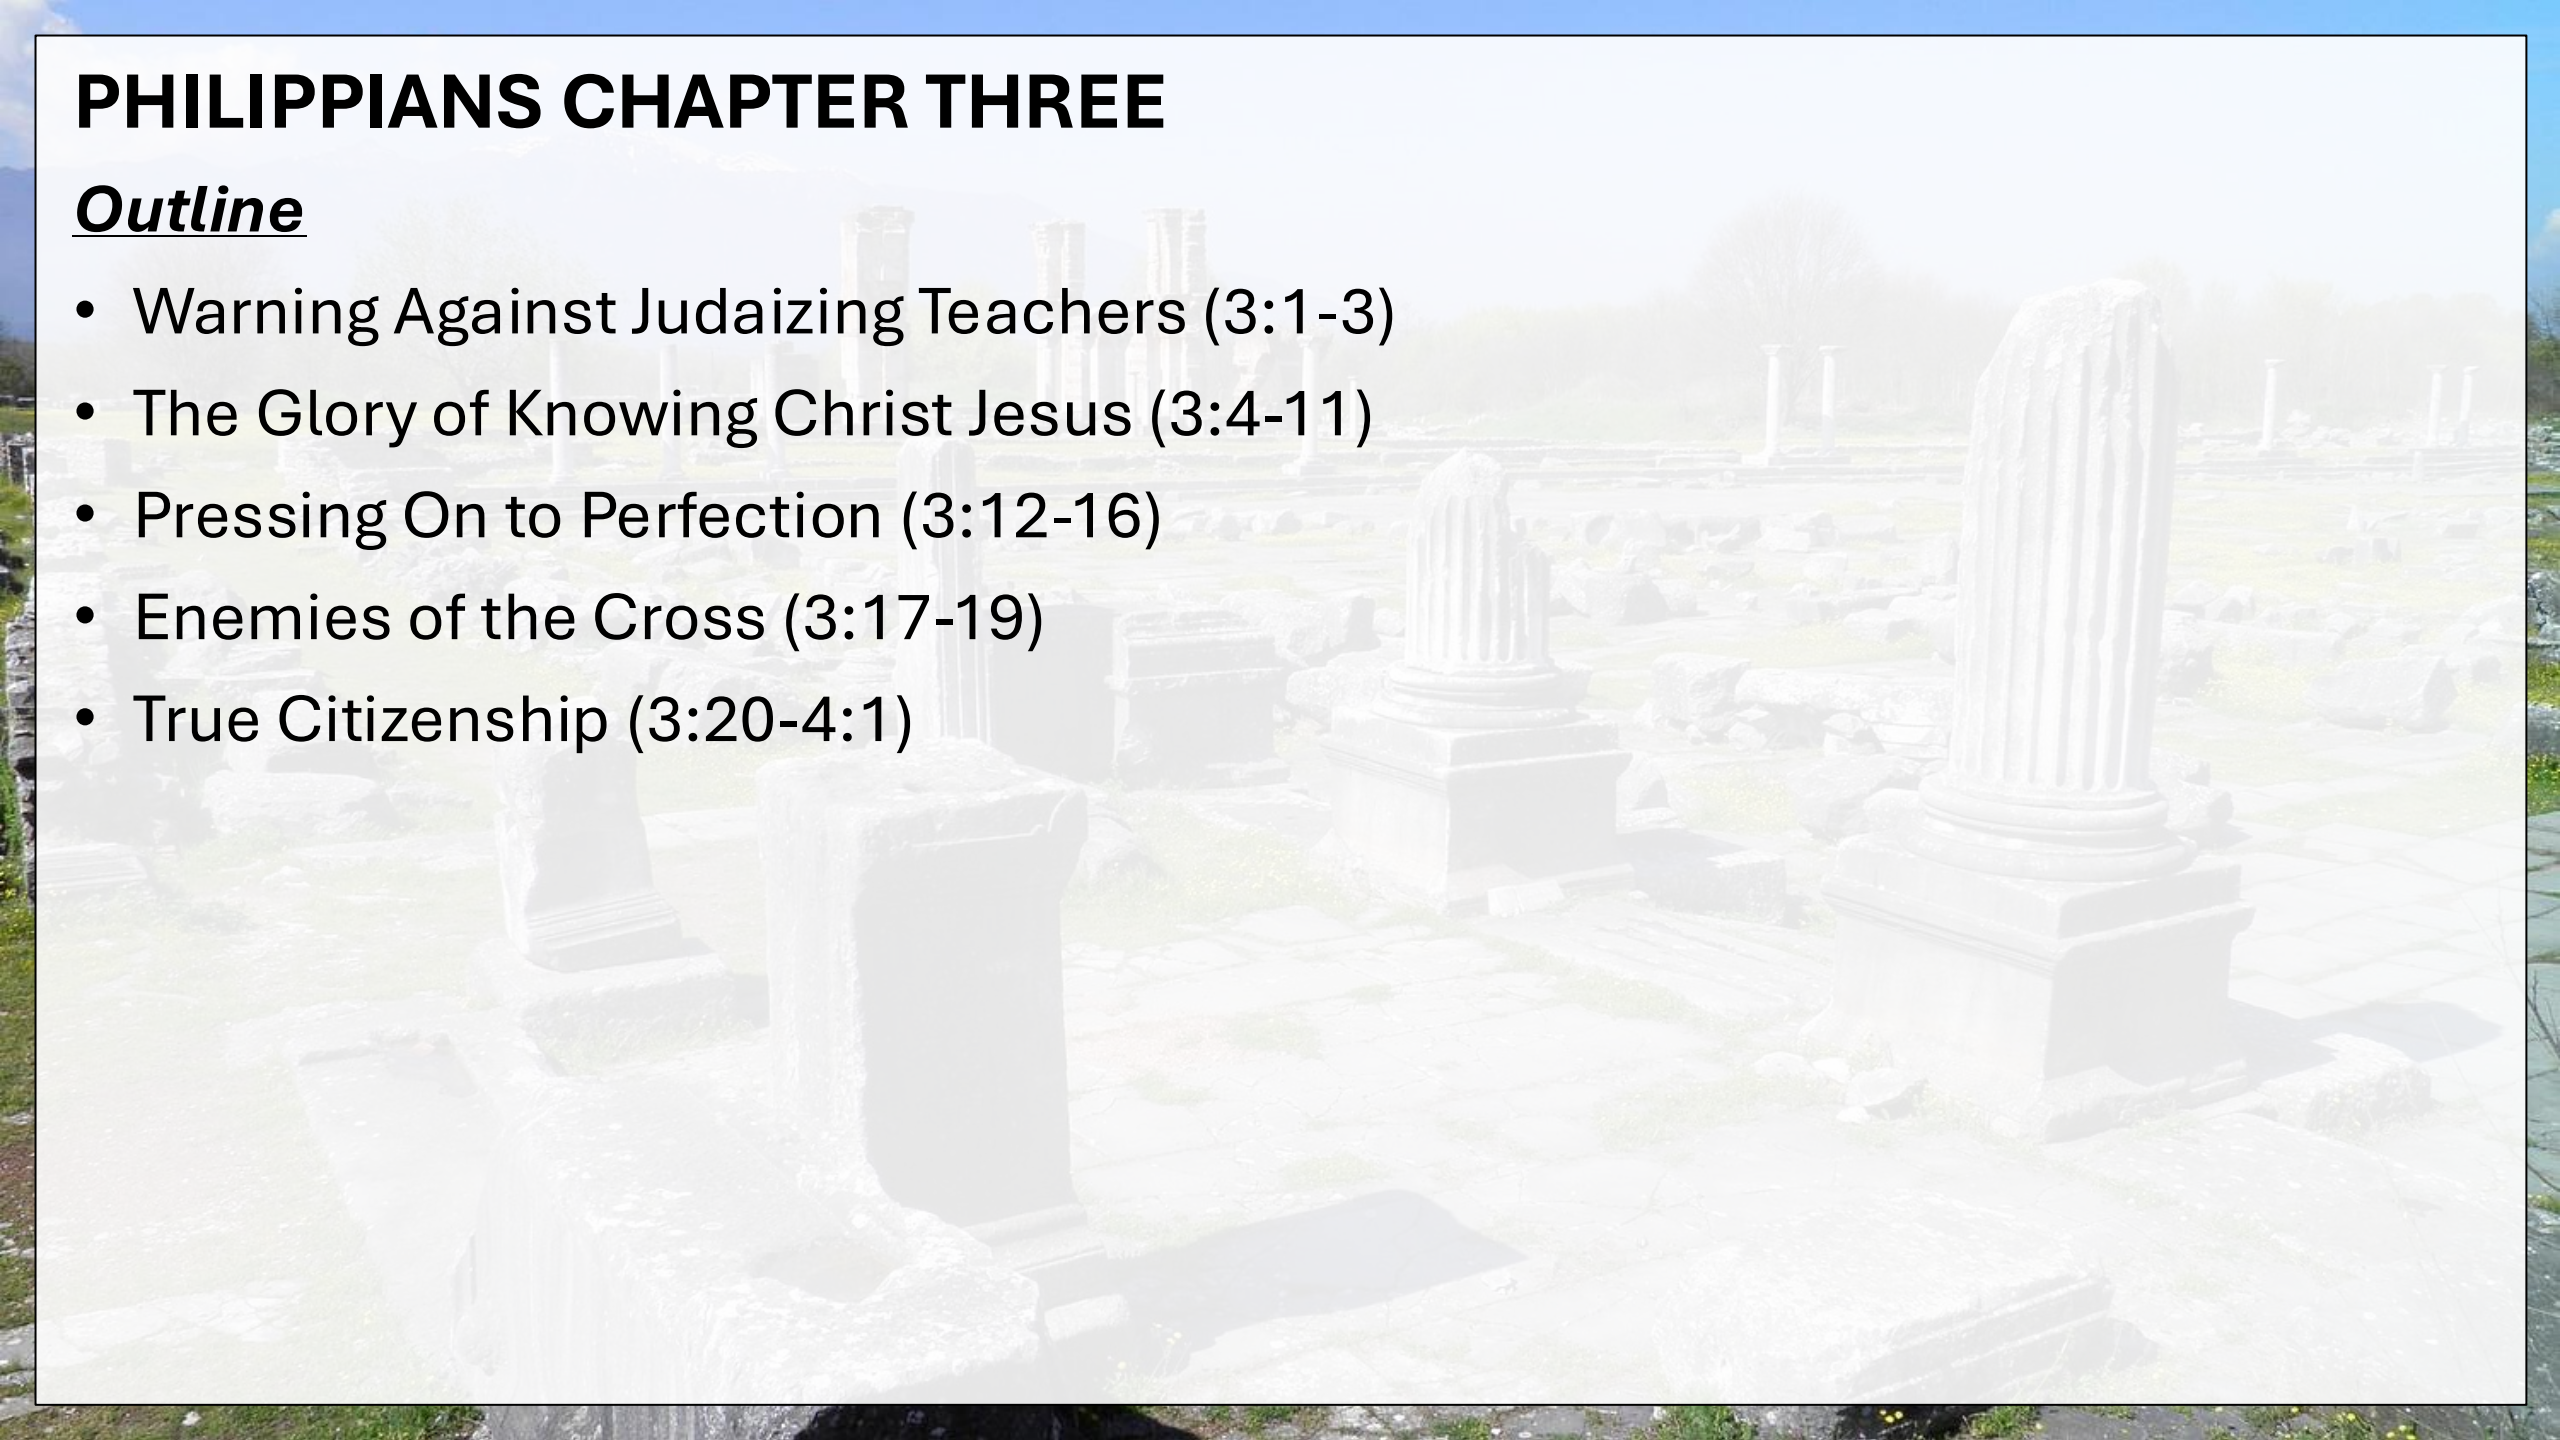 PHILIPPIANS CHAPTER THREE
Outline
• Warning Against Judaizing Teachers (3:1-3)
• The Glory of Knowing Christ Jesus (3:4-11)
• Pressing On to Perfection (3:12-16)
• Enemies of the Cross (3:17-19)
• True Citizenship (3:20-4:1)